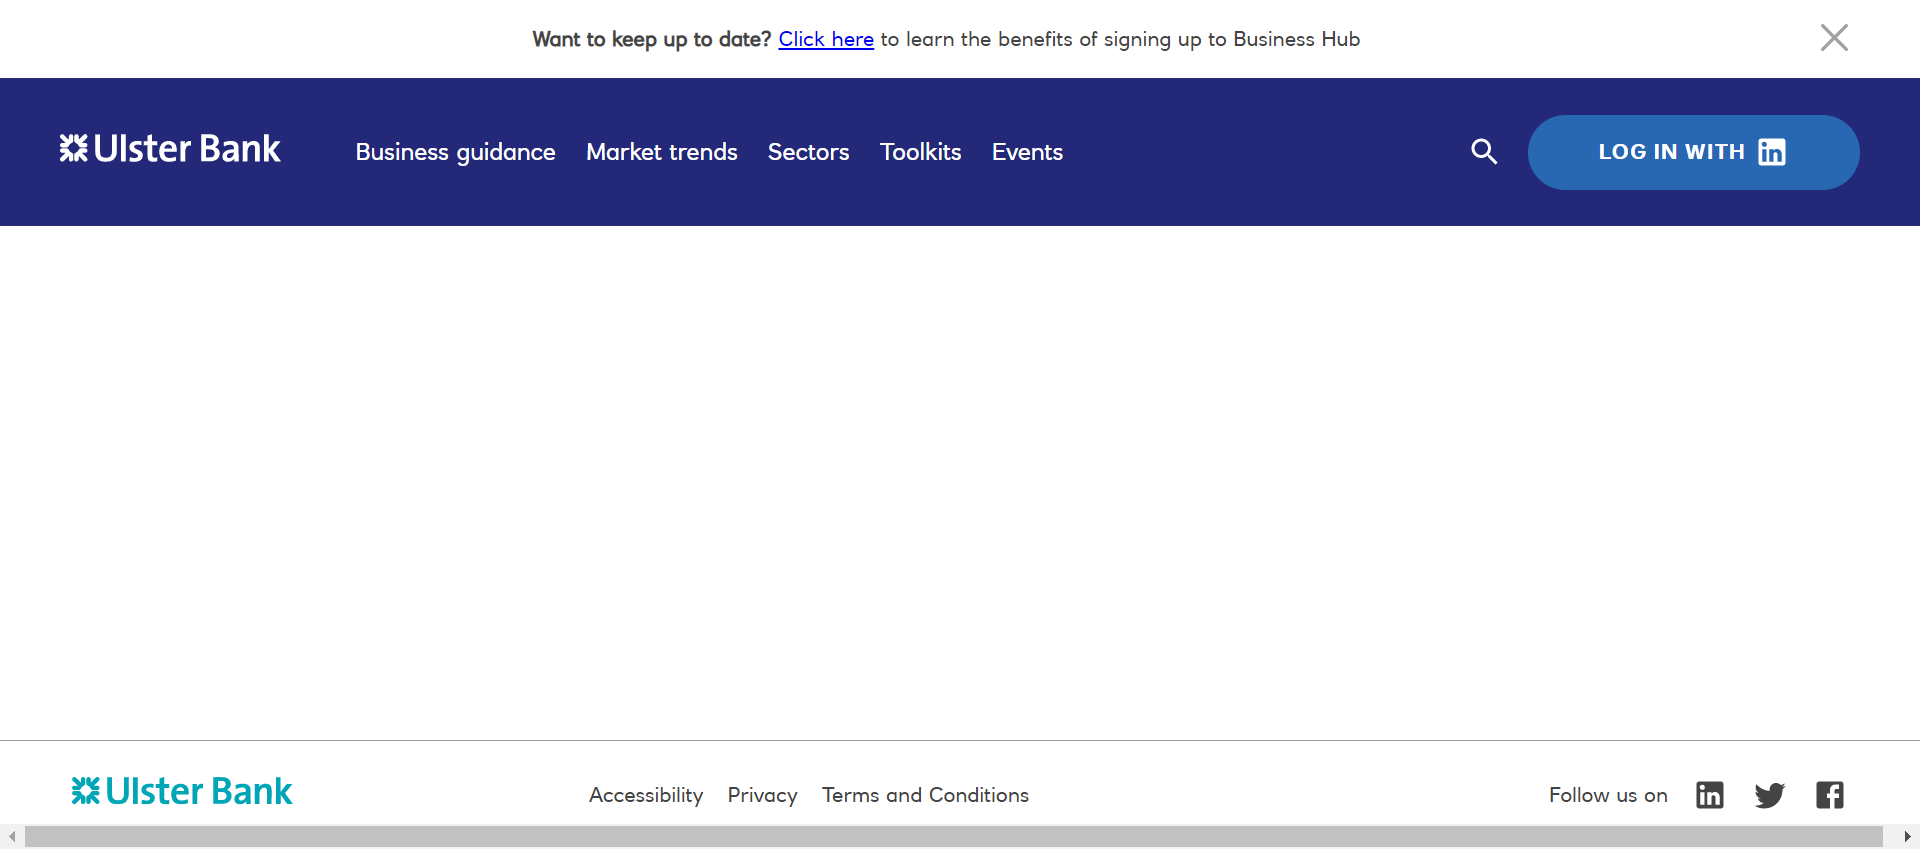 Want to keep up to date? Click here to learn the benefits of signing up to Business Hub
Ulster Bank Business guidance Market trends Sectors Toolkits Events LOG IN WITH in
Ulster Bank Accessibility Privacy Terms and Conditions Follow us on in